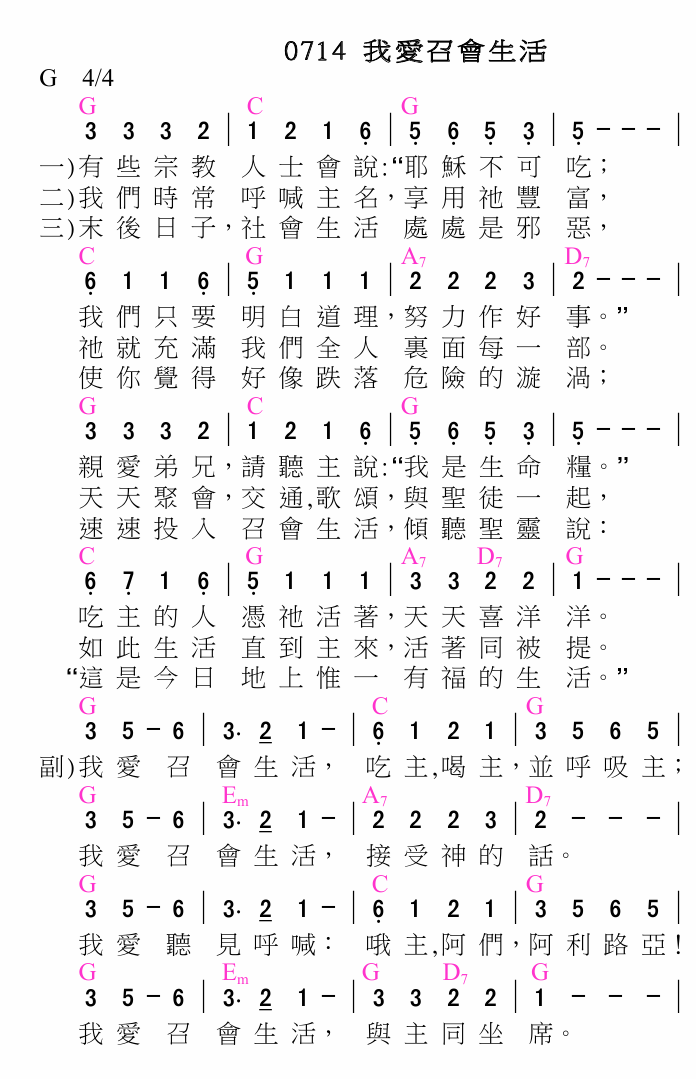 0714 我愛召會生活
G 4/4
G C G
3 3 3 2 | 1 2 1 6̣ | 5̣ 6̣ 5̣ 3̣ | 5̣ - - - |
一)有些宗教 人士會說:“耶穌不可 吃；
二)我們時常 呼喊主名，享用祂豐 富，
三)末後日子，社會生活 處處是邪 惡，
C G A7 D7
6̣ 1 1 6̣ | 5̣ 1 1 1 | 2 2 2 3 | 2 - - - |
我們只要 明白道理，努力作好 事。”
祂就充滿 我們全人 裏面每一 部。
使你覺得 好像跌落 危險的漩 渦；
G C G
3 3 3 2 | 1 2 1 6̣ | 5̣ 6̣ 5̣ 3̣ | 5̣ - - - |
親愛弟兄，請聽主說:“我是生命 糧。”
天天聚會，交通,歌頌，與聖徒一 起，
速速投入 召會生活，傾聽聖靈 說：
C G A7 D7 G
6̣ 7̣ 1 6̣ | 5̣ 1 1 1 | 3 3 2 2 | 1 - - - |
吃主的人 憑祂活著，天天喜洋 洋。
如此生活 直到主來，活著同被 提。
“這是今日 地上惟一 有福的生 活。”
G C G
3 5 - 6 | 3. 2̲ 1 - | 6̣ 1 2 1 | 3 5 6 5 |
副)我愛 召 會生活， 吃主,喝主，並呼吸主；
G Em A7 D7
3 5 - 6 | 3. 2̲ 1 - | 2 2 2 3 | 2 - - - |
我愛 召 會生活， 接受神的 話。
G C G
3 5 - 6 | 3. 2̲ 1 - | 6̣ 1 2 1 | 3 5 6 5 |
我愛 聽 見呼喊： 哦主,阿們，阿利路亞!
G Em G D7 G
3 5 - 6 | 3. 2̲ 1 - | 3 3 2 2 | 1 - - - |
我愛 召 會生活， 與主同坐 席。